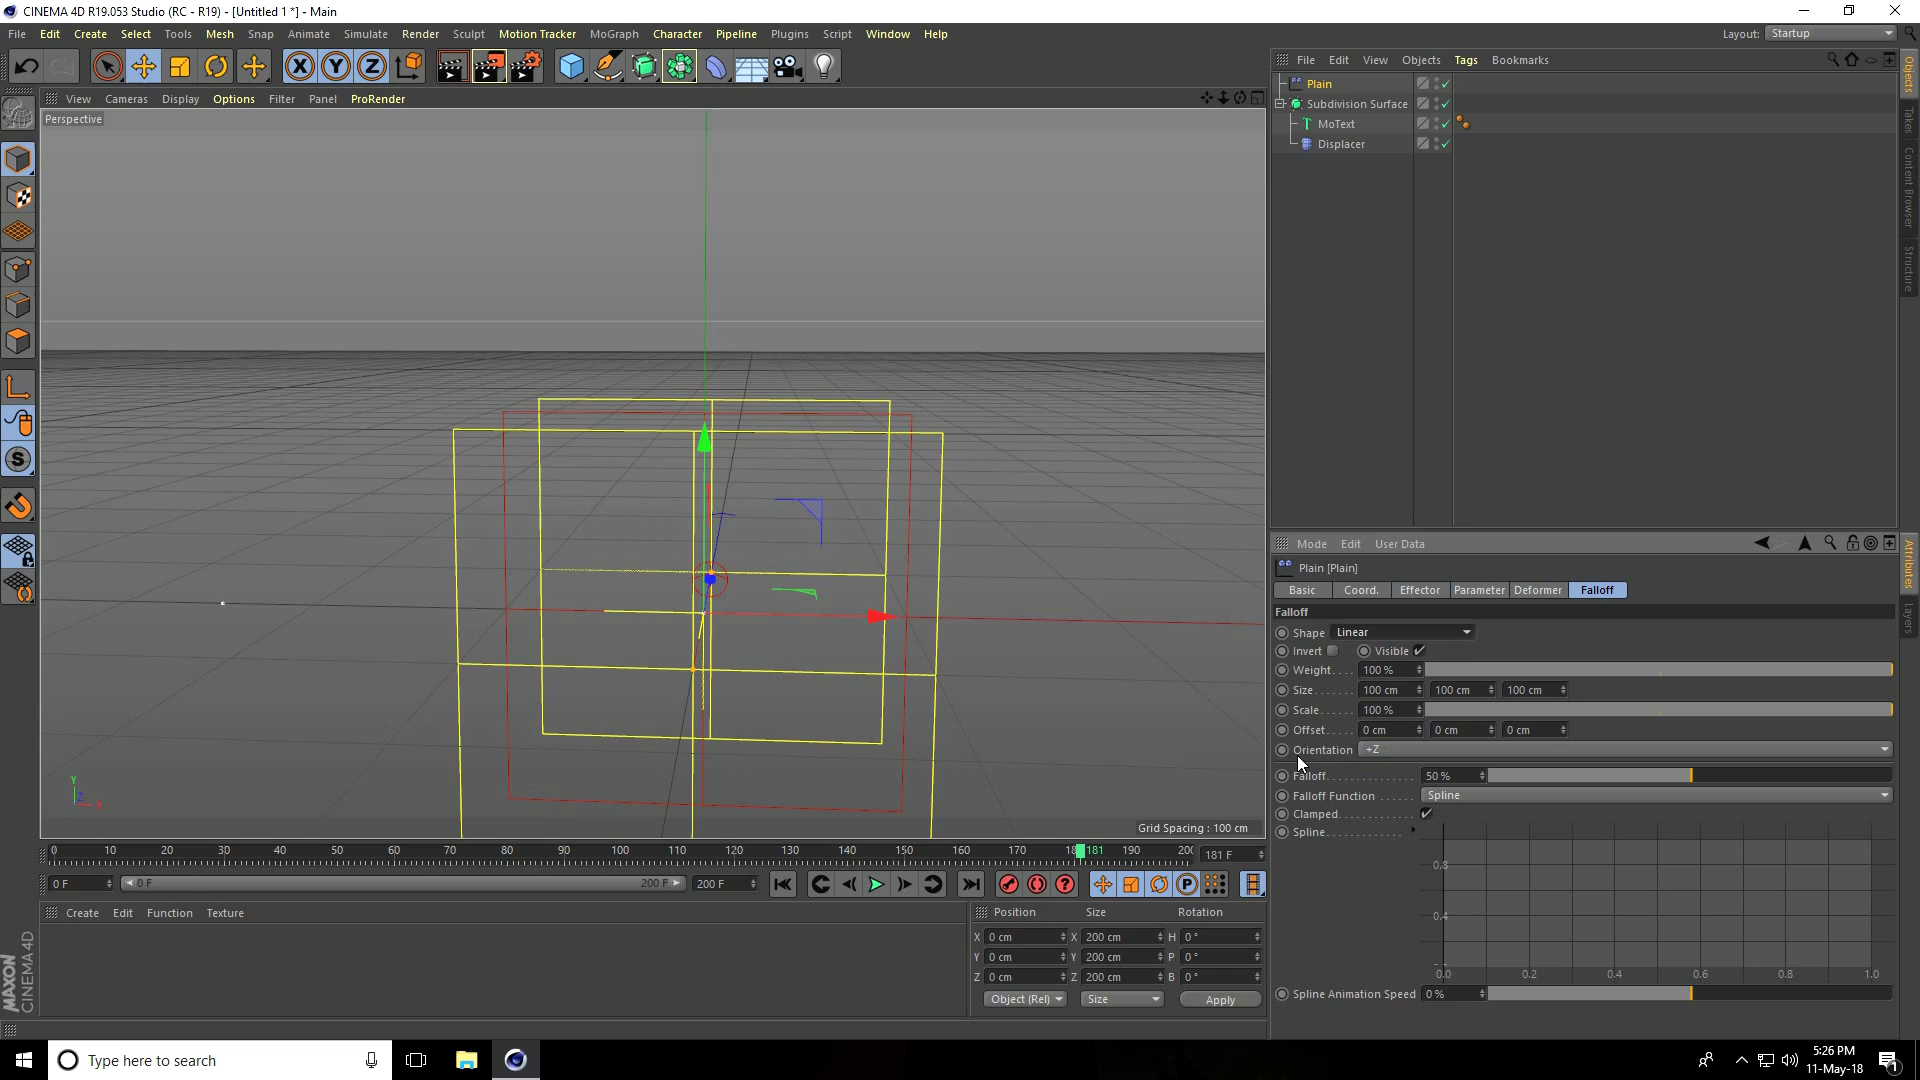 CINEMA 4D R19.053 Studio (RC - R19) - [Untitled 1 *] - Main
File Edit Create Select Tools Mesh Snap Animate Simulate Render Sculpt Motion Tracker MoGraph Character Pipeline Plugins Script Window Help
Layout: Startup
File Edit View Objects Tags Bookmarks
View Cameras Display Options Filter Panel ProRender
Perspective
Plain
Subdivision Surface
MoText
Displacer
Objects
Takes
Content Browser
Structure
Mode Edit User Data
Plain [Plain]
Basic Coord. Effector Parameter Deformer Falloff
Falloff
Shape Linear
Invert Visible
Weight.... 100 %
Size....... 100 cm 100 cm 100 cm
Scale...... 100 %
Offset..... 0 cm 0 cm 0 cm
Orientation +Z
Falloff.............. 50 %
Falloff Function ...... Spline
Clamped............
Spline.............
0.8
0.4
0.0 0.2 0.4 0.6 0.8 1.0
Spline Animation Speed 0 %
Attributes
Layers
Y
Z
X
Grid Spacing : 100 cm
0 10 20 30 40 50 60 70 80 90 100 110 120 130 140 150 160 170 181 190 181 F
0 F 0 F 200 F 200 F
Create Edit Function Texture
Position Size Rotation
X 0 cm X 200 cm H 0 °
Y 0 cm Y 200 cm P 0 °
Z 0 cm Z 200 cm B 0 °
Object (Rel) Size Apply
MAXON
CINEMA 4D
Type here to search
5:26 PM
11-May-18
1